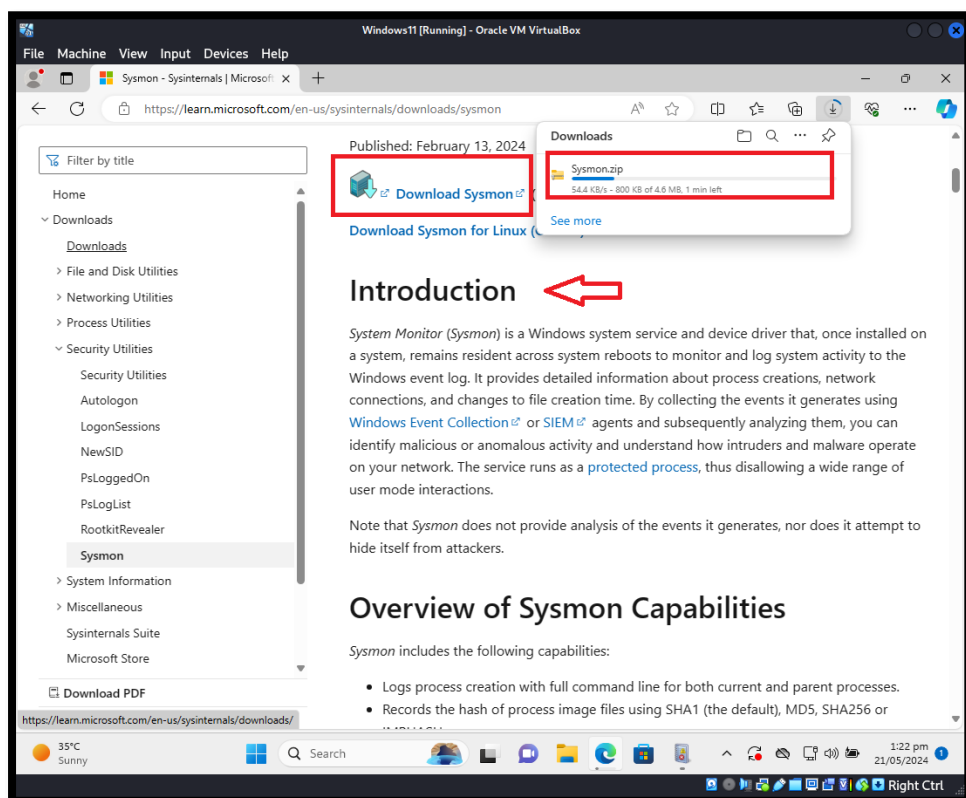 Windows11 [Running] - Oracle VM VirtualBox
File Machine View Input Devices Help
Sysmon - Sysinternals | Microsoft
https://learn.microsoft.com/en-us/sysinternals/downloads/sysmon
Downloads
Sysmon.zip
54.4 KB/s - 800 KB of 4.6 MB, 1 min left
See more
Filter by title
Home
Downloads
Downloads
File and Disk Utilities
Networking Utilities
Process Utilities
Security Utilities
Security Utilities
Autologon
LogonSessions
NewSID
PsLoggedOn
PsLogList
RootkitRevealer
Sysmon
System Information
Miscellaneous
Sysinternals Suite
Microsoft Store
Download PDF
https://learn.microsoft.com/en-us/sysinternals/downloads/
Published: February 13, 2024
Download Sysmon (
Download Sysmon for Linux (
Introduction
System Monitor (Sysmon) is a Windows system service and device driver that, once installed on
a system, remains resident across system reboots to monitor and log system activity to the
Windows event log. It provides detailed information about process creations, network
connections, and changes to file creation time. By collecting the events it generates using
Windows Event Collection or SIEM agents and subsequently analyzing them, you can
identify malicious or anomalous activity and understand how intruders and malware operate
on your network. The service runs as a protected process, thus disallowing a wide range of
user mode interactions.
Note that Sysmon does not provide analysis of the events it generates, nor does it attempt to
hide itself from attackers.
Overview of Sysmon Capabilities
Sysmon includes the following capabilities:
• Logs process creation with full command line for both current and parent processes.
• Records the hash of process image files using SHA1 (the default), MD5, SHA256 or
35°C
Sunny
Search
1:22 pm
21/05/2024
1
Right Ctrl